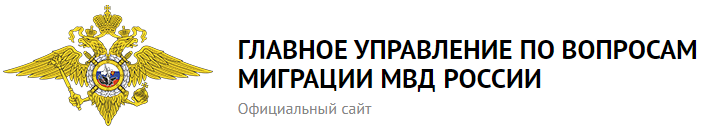 ГЛАВНОЕ УПРАВЛЕНИЕ ПО ВОПРОСАМ
МИГРАЦИИ МВД РОССИИ
Официальный сайт